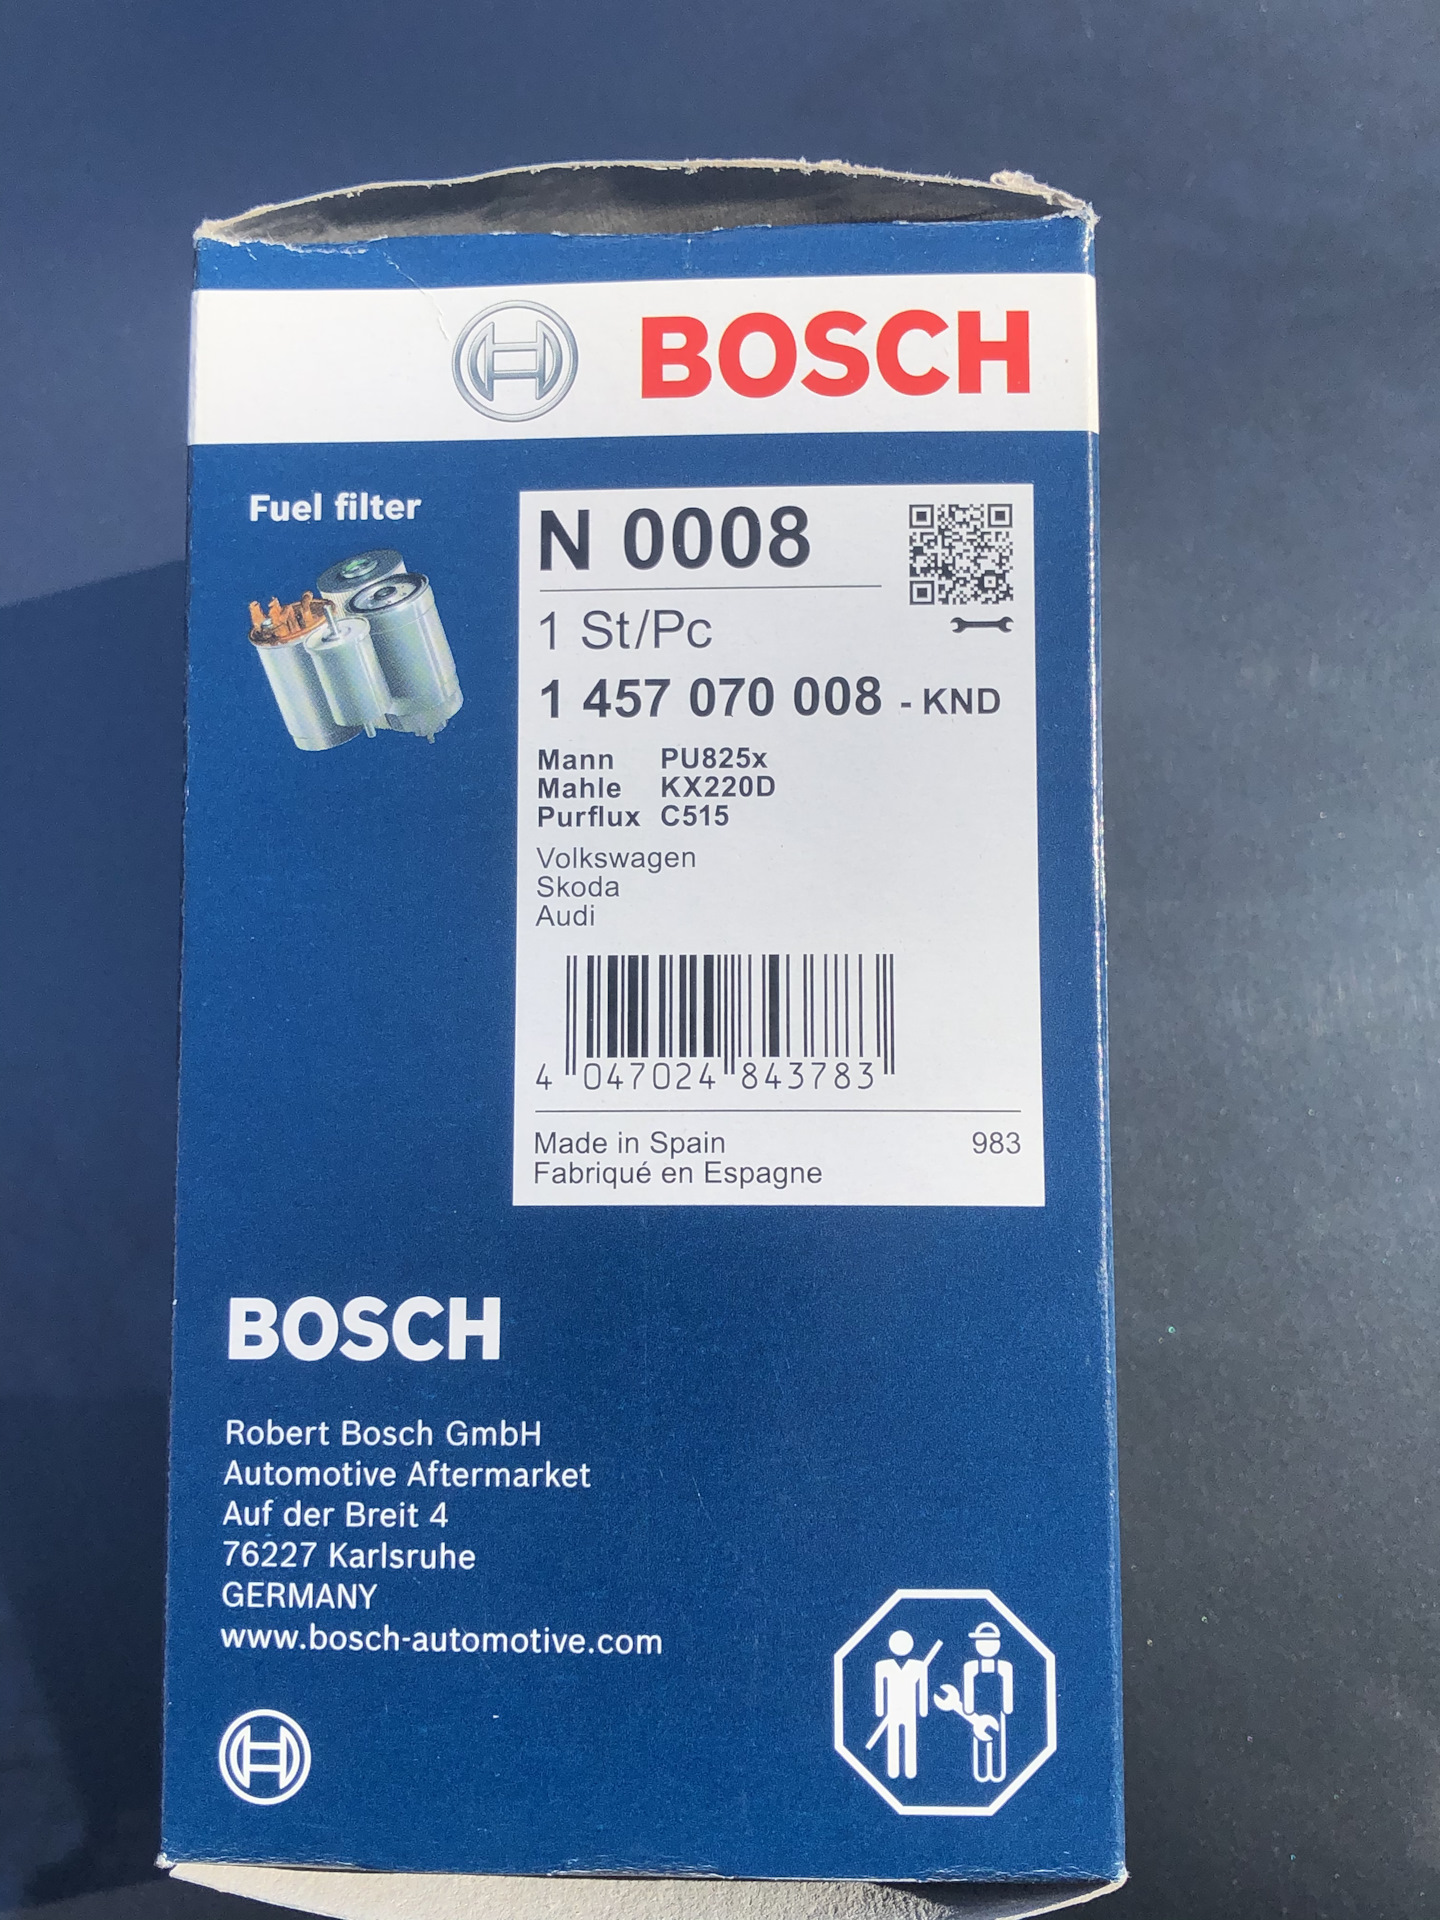 BOSCH
Fuel filter
N 0008
1 St/Pc
1 457 070 008 - KND
Mann PU825x
Mahle KX220D
Purflux C515
Volkswagen
Skoda
Audi
4 047024 843783
Made in Spain 983
Fabriqué en Espagne
BOSCH
Robert Bosch GmbH
Automotive Aftermarket
Auf der Breit 4
76227 Karlsruhe
GERMANY
www.bosch-automotive.com